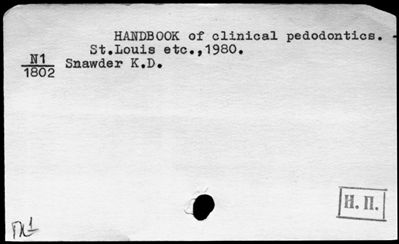 HANDBOOK of clinical pedodontics. -
St.Louis etc.,1980.
N1
1802
Snawder K.D.
Н. П.